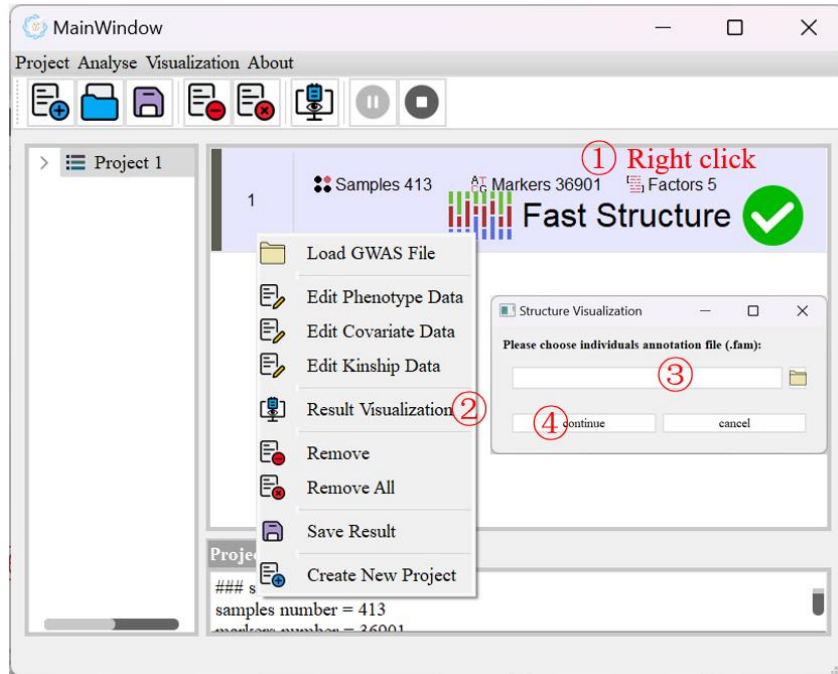 MainWindow
Project Analyse Visualization About
Project 1
① Right click
1
Samples 413
Markers 36901
Factors 5
Fast Structure
Load GWAS File
Edit Phenotype Data
Edit Covariate Data
Edit Kinship Data
Result Visualization ②
Remove
Remove All
Save Result
Create New Project
Structure Visualization
Please choose individuals annotation file (.fam):
③
④ continue
cancel
### s
samples number = 413
markers number = 36901